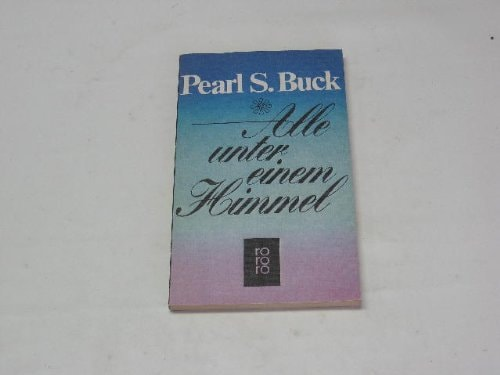 Pearl S. Buck
Alle
unter
einem
Himmel
ro
ro
ro